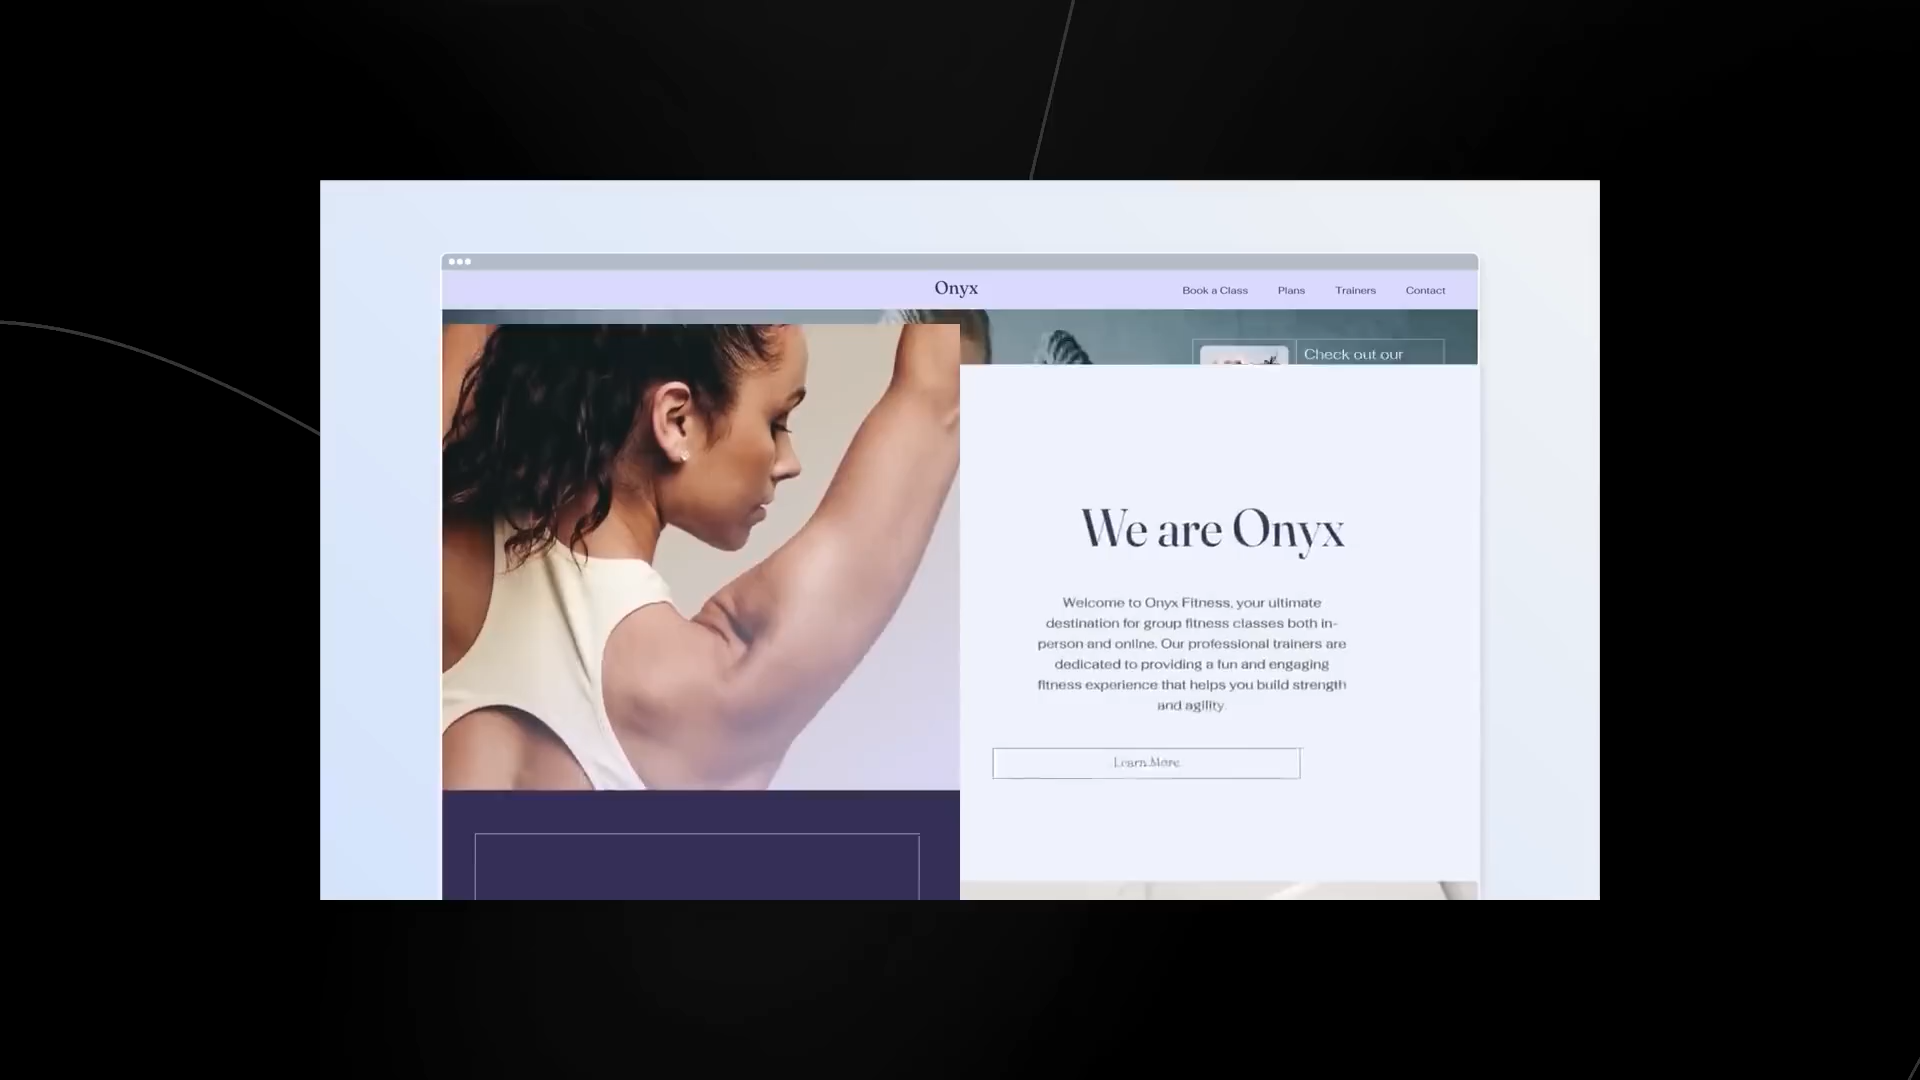 Onyx
Book a Class Plans Trainers Contact
Check out our
We are Onyx
Welcome to Onyx Fitness, your ultimate
destination for group fitness classes both in-
person and online. Our professional trainers are
dedicated to providing a fun and engaging
fitness experience that helps you build strength
and agility.
Learn More